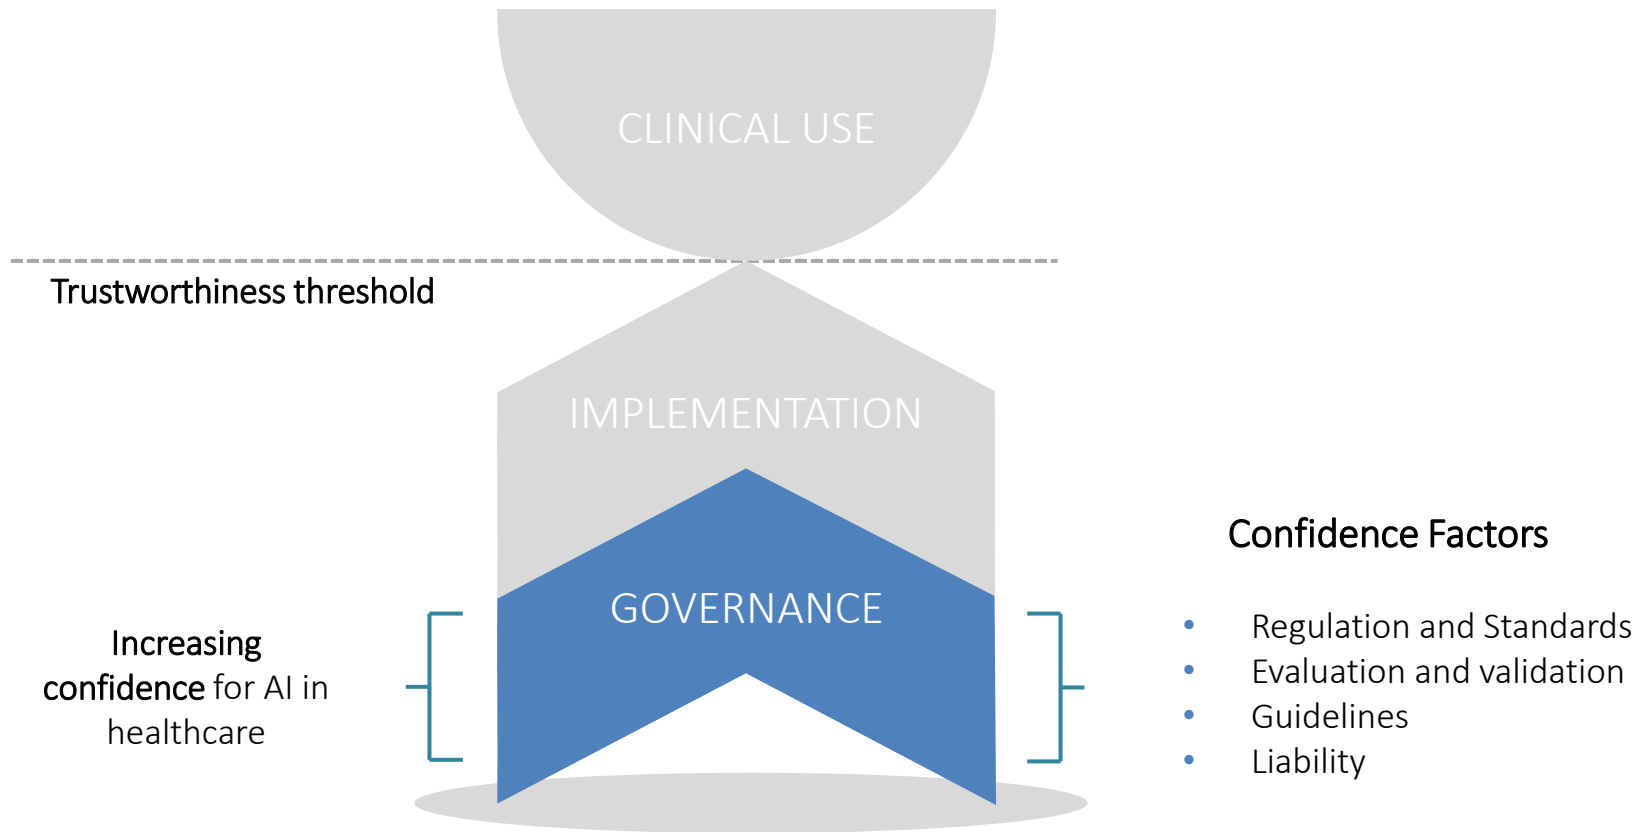 CLINICAL USE
Trustworthiness threshold
IMPLEMENTATION
GOVERNANCE
Increasing
confidence for AI in
healthcare
Confidence Factors
• Regulation and Standards
• Evaluation and validation
• Guidelines
• Liability